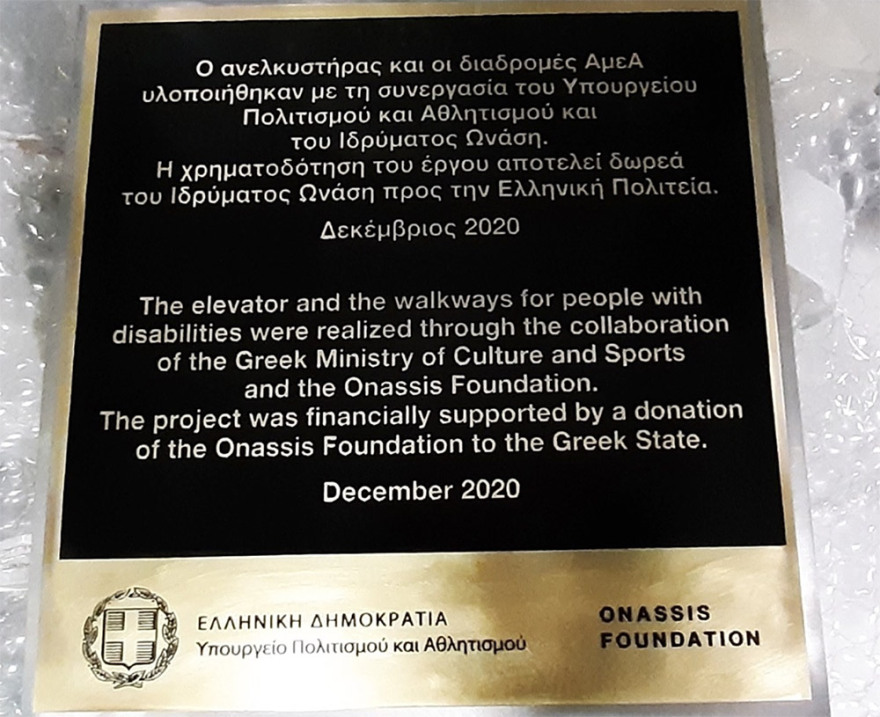 Ο ανελκυστήρας και οι διαδρομές ΑμεΑ
υλοποιήθηκαν με τη συνεργασία του Υπουργείου
Πολιτισμού και Αθλητισμού και
του Ιδρύματος Ωνάση.
Η χρηματοδότηση του έργου αποτελεί δωρεά
του Ιδρύματος Ωνάση προς την Ελληνική Πολιτεία.
Δεκέμβριος 2020
The elevator and the walkways for people with
disabilities were realized through the collaboration
of the Greek Ministry of Culture and Sports
and the Onassis Foundation.
The project was financially supported by a donation
of the Onassis Foundation to the Greek State.
December 2020
ΕΛΛΗΝΙΚΗ ΔΗΜΟΚΡΑΤΙΑ
Υπουργείο Πολιτισμού και Αθλητισμού
ONASSIS
FOUNDATION